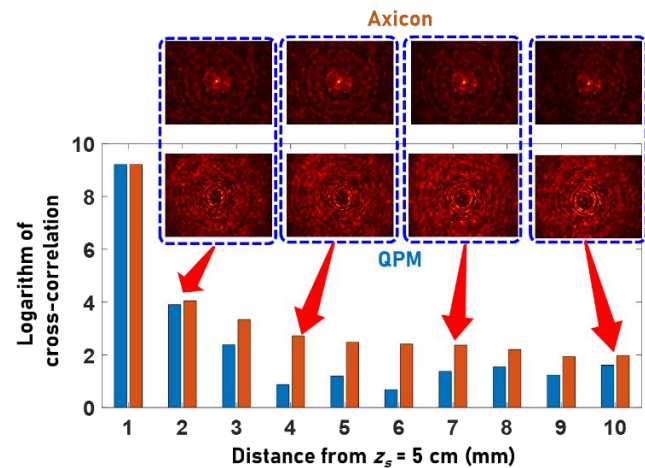 Axicon
QPM
Logarithm of
cross-correlation
10
8
6
4
2
0
1 2 3 4 5 6 7 8 9 10
Distance from zs = 5 cm (mm)